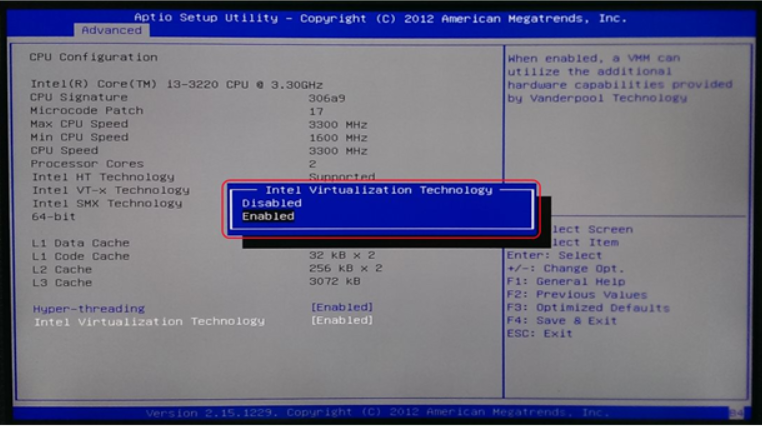 Aptio Setup Utility – Copyright (C) 2012 American Megatrends, Inc.
Advanced
CPU Configuration
Intel(R) Core(TM) i3-3220 CPU @ 3.30GHz
CPU Signature 306a9
Microcode Patch 17
Max CPU Speed 3300 MHz
Min CPU Speed 1600 MHz
CPU Speed 3300 MHz
Processor Cores 2
Intel HT Technology Supported
Intel VT-x Technology
Intel SMX Technology
64-bit
L1 Data Cache
L1 Code Cache 32 kB x 2
L2 Cache 256 kB x 2
L3 Cache 3072 kB
Hyper-threading [Enabled]
Intel Virtualization Technology [Enabled]
Intel Virtualization Technology
Disabled
Enabled
When enabled, a VMM can
utilize the additional
hardware capabilities provided
by Vanderpool Technology
lect Screen
lect Item
Enter: Select
+/-: Change Opt.
F1: General Help
F2: Previous Values
F3: Optimized Defaults
F4: Save & Exit
ESC: Exit
Version 2.15.1229. Copyright (C) 2012 American Megatrends, Inc.
B4